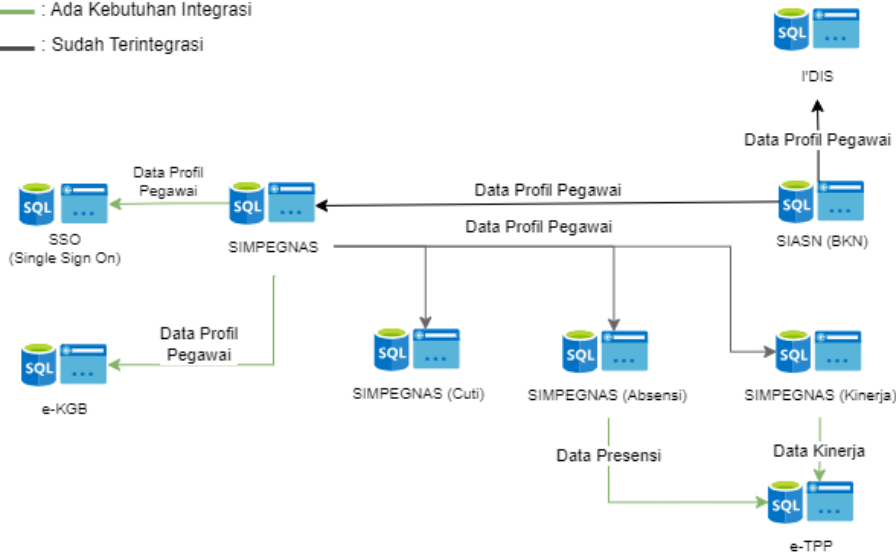 : Ada Kebutuhan Integrasi
: Sudah Terintegrasi
SQL
I'DIS
Data Profil Pegawai
Data Profil
Pegawai
Data Profil Pegawai
SQL
SQL
SQL
SSO
(Single Sign On)
SIMPEGNAS
Data Profil Pegawai
SIASN (BKN)
Data Profil
Pegawai
SQL
SQL
SQL
SQL
e-KGB
SIMPEGNAS (Cuti)
SIMPEGNAS (Absensi)
SIMPEGNAS (Kinerja)
Data Presensi
Data Kinerja
SQL
e-TPP